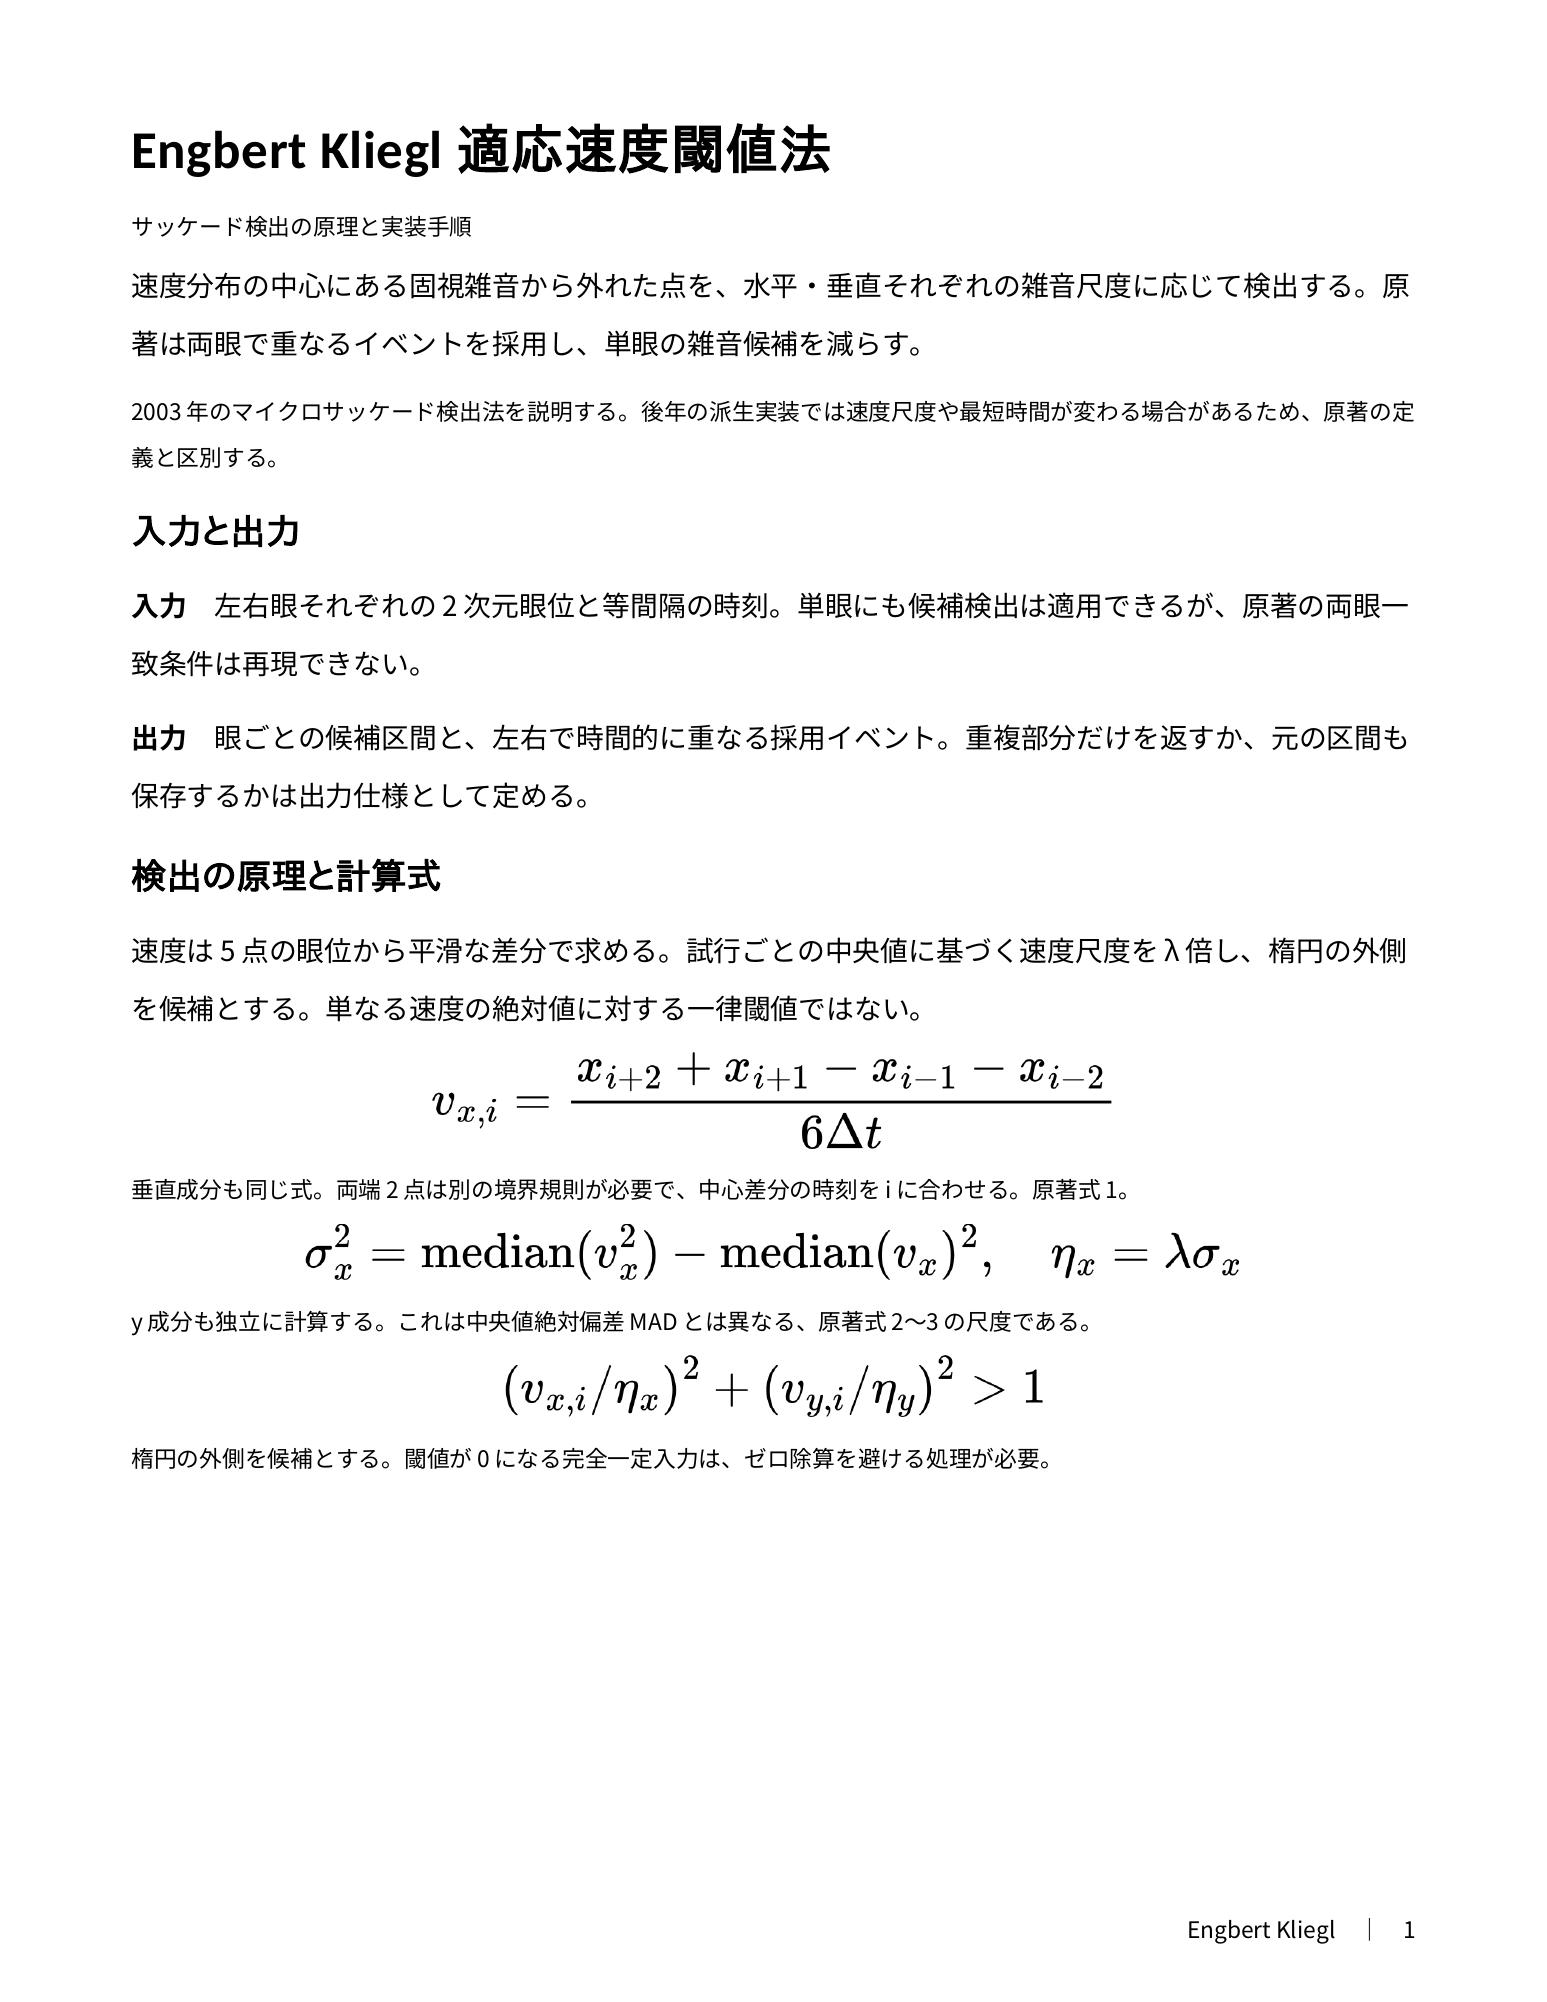 Engbert Kliegl 適応速度閾値法
サッケード検出の原理と実装手順
速度分布の中心にある固視雑音から外れた点を、水平・垂直それぞれの雑音尺度に応じて検出する。原
著は両眼で重なるイベントを採用し、単眼の雑音候補を減らす。
2003年のマイクロサッケード検出法を説明する。後年の派生実装では速度尺度や最短時間が変わる場合があるため、原著の定
義と区別する。
入力と出力
入力　左右眼それぞれの2次元眼位と等間隔の時刻。単眼にも候補検出は適用できるが、原著の両眼一
致条件は再現できない。
出力　眼ごとの候補区間と、左右で時間的に重なる採用イベント。重複部分だけを返すか、元の区間も
保存するかは出力仕様として定める。
検出の原理と計算式
速度は5点の眼位から平滑な差分で求める。試行ごとの中央値に基づく速度尺度をλ倍し、楕円の外側
を候補とする。単なる速度の絶対値に対する一律閾値ではない。
$v_{x,i} = \frac{x_{i+2} + x_{i+1} - x_{i-1} - x_{i-2}}{6\Delta t}$
垂直成分も同じ式。両端2点は別の境界規則が必要で、中心差分の時刻をiに合わせる。原著式1。
$\sigma_x^2 = \mathrm{median}(v_x^2) - \mathrm{median}(v_x)^2, \quad \eta_x = \lambda\sigma_x$
y成分も独立に計算する。これは中央値絶対偏差MADとは異なる、原著式2〜3の尺度である。
$(v_{x,i}/\eta_x)^2 + (v_{y,i}/\eta_y)^2 > 1$
楕円の外側を候補とする。閾値が0になる完全一定入力は、ゼロ除算を避ける処理が必要。
Engbert Kliegl ｜ 1